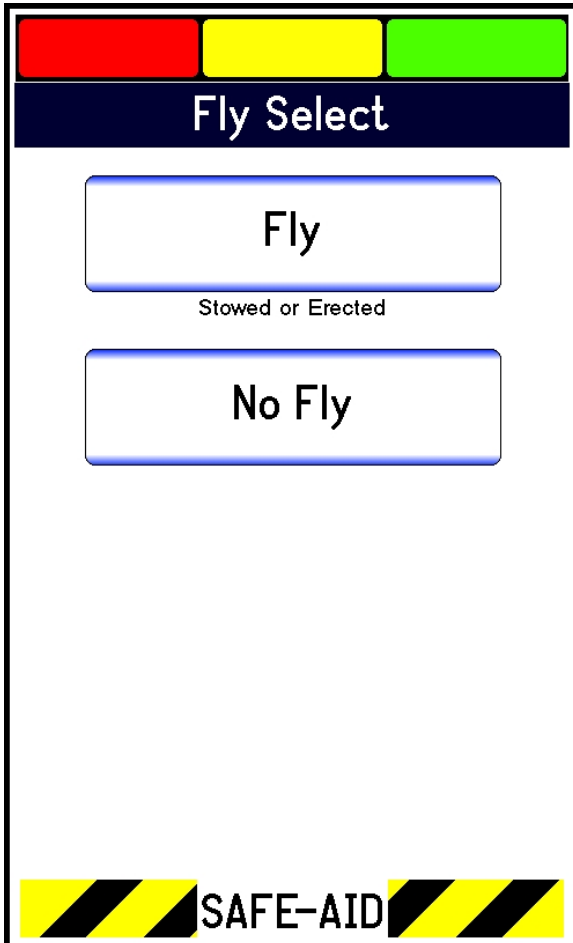 Fly Select
Fly
Stowed or Erected
No Fly
SAFE-AID